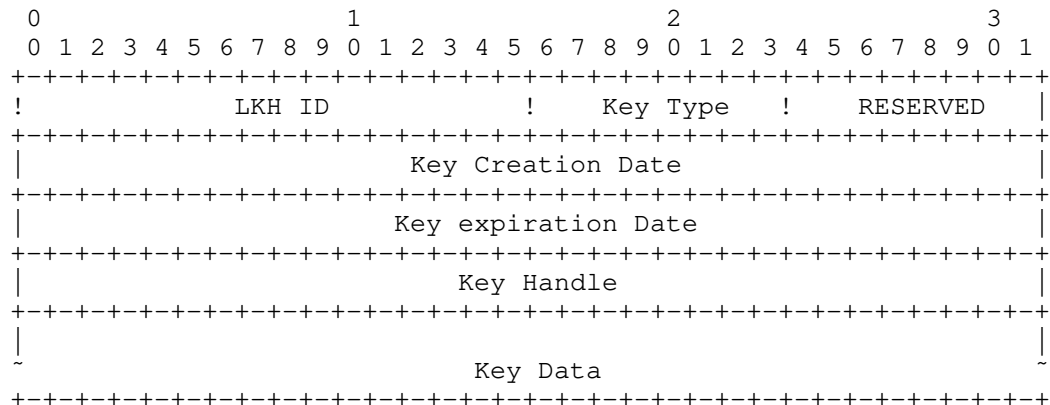 0                   1                   2                   3
 0 1 2 3 4 5 6 7 8 9 0 1 2 3 4 5 6 7 8 9 0 1 2 3 4 5 6 7 8 9 0 1
+-+-+-+-+-+-+-+-+-+-+-+-+-+-+-+-+-+-+-+-+-+-+-+-+-+-+-+-+-+-+-+-+
!             LKH ID            !    Key Type   !    RESERVED   |
+-+-+-+-+-+-+-+-+-+-+-+-+-+-+-+-+-+-+-+-+-+-+-+-+-+-+-+-+-+-+-+-+
|                        Key Creation Date                      |
+-+-+-+-+-+-+-+-+-+-+-+-+-+-+-+-+-+-+-+-+-+-+-+-+-+-+-+-+-+-+-+-+
|                       Key expiration Date                     |
+-+-+-+-+-+-+-+-+-+-+-+-+-+-+-+-+-+-+-+-+-+-+-+-+-+-+-+-+-+-+-+-+
|                           Key Handle                          |
+-+-+-+-+-+-+-+-+-+-+-+-+-+-+-+-+-+-+-+-+-+-+-+-+-+-+-+-+-+-+-+-+
|                                                               |
~                            Key Data                           ~
+-+-+-+-+-+-+-+-+-+-+-+-+-+-+-+-+-+-+-+-+-+-+-+-+-+-+-+-+-+-+-+-+